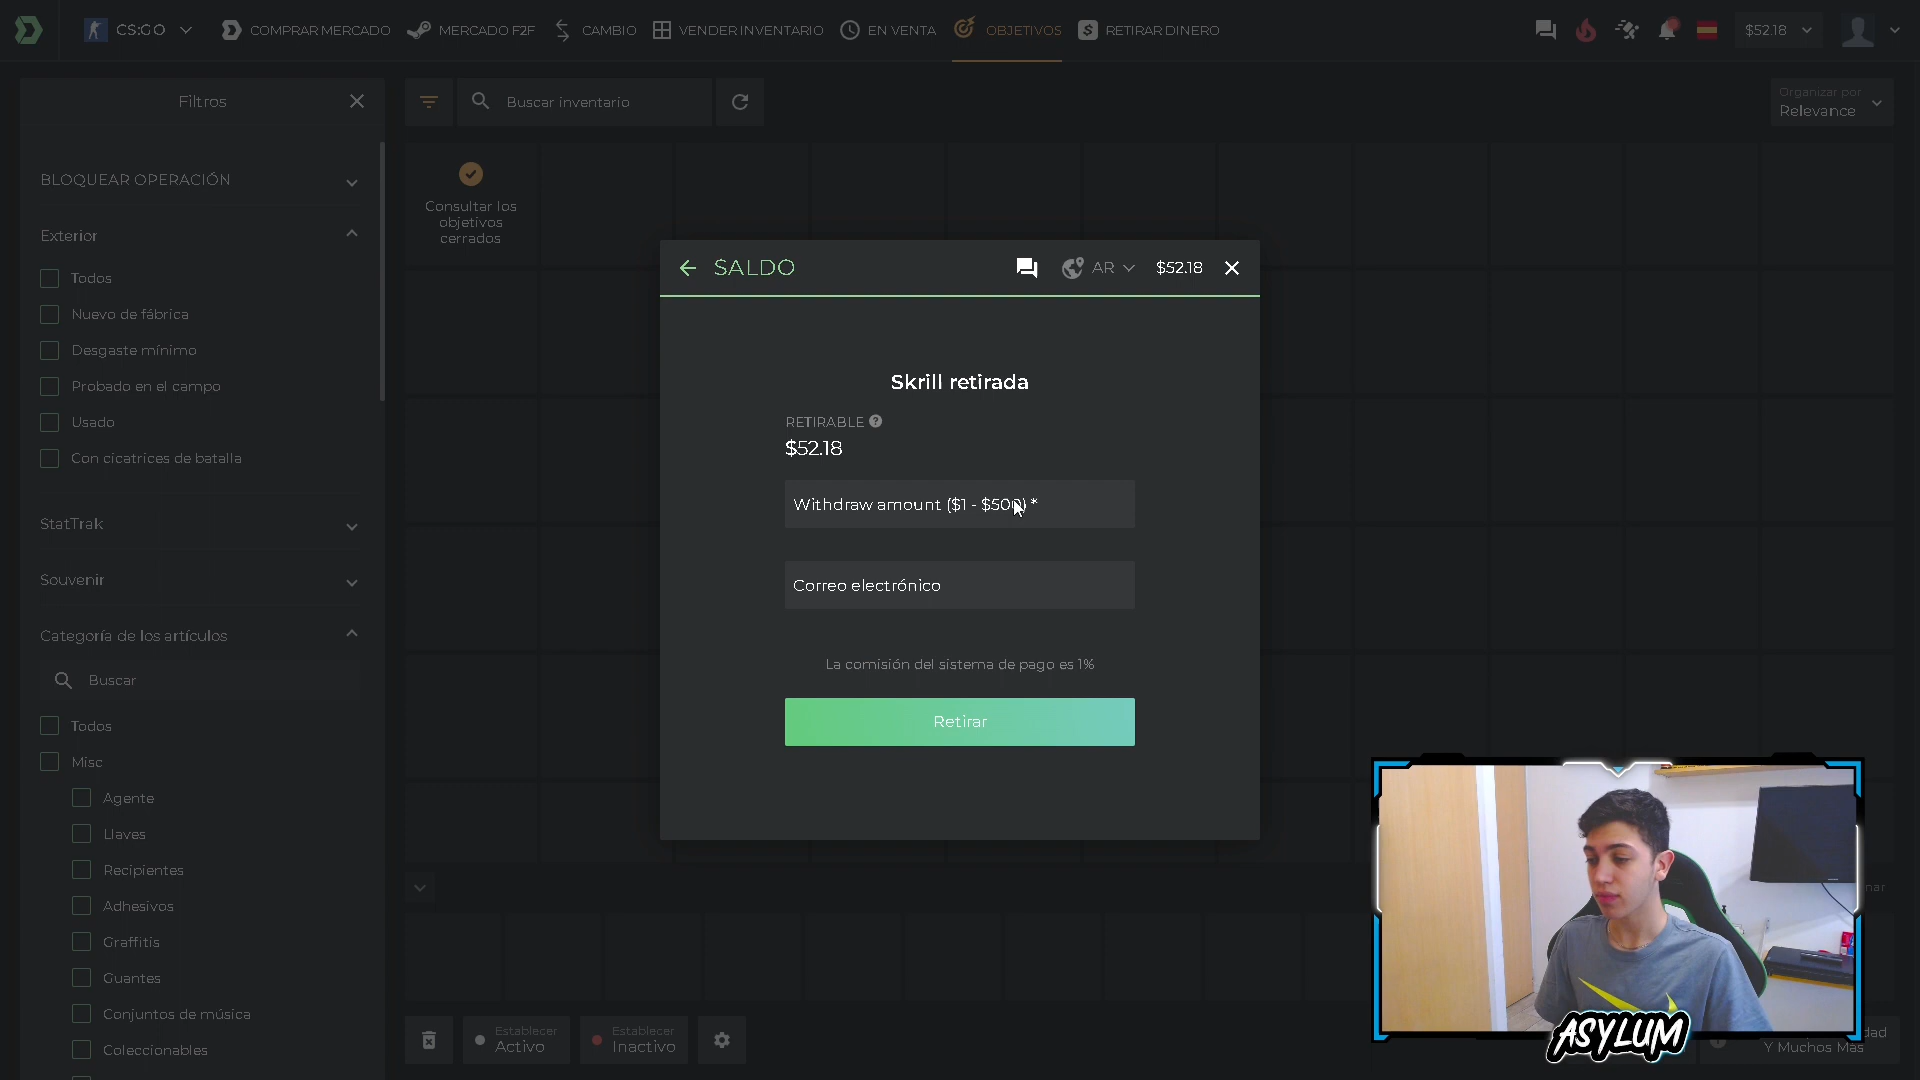 CS:GO
COMPRAR MERCADO
MERCADO F2F
CAMBIO
VENDER INVENTARIO
EN VENTA
OBJETIVOS
RETIRAR DINERO
$52.18
Filtros
Buscar inventario
Organizar por
Relevance
BLOQUEAR OPERACIÓN
Exterior
Todos
Nuevo de fábrica
Desgaste mínimo
Probado en el campo
Usado
Con cicatrices de batalla
StatTrak
Souvenir
Categoría de los artículos
Buscar
Todos
Misc
Agente
Llaves
Recipientes
Adhesivos
Graffitis
Guantes
Conjuntos de música
Coleccionables
Consultar los
objetivos
cerrados
SALDO
AR
$52.18
Skrill retirada
RETIRABLE
$52.18
Withdraw amount ($1 - $500) *
Correo electrónico
La comisión del sistema de pago es 1%
Retirar
Establecer
Activo
Establecer
Inactivo
ASYLUM
Y Muchos Más